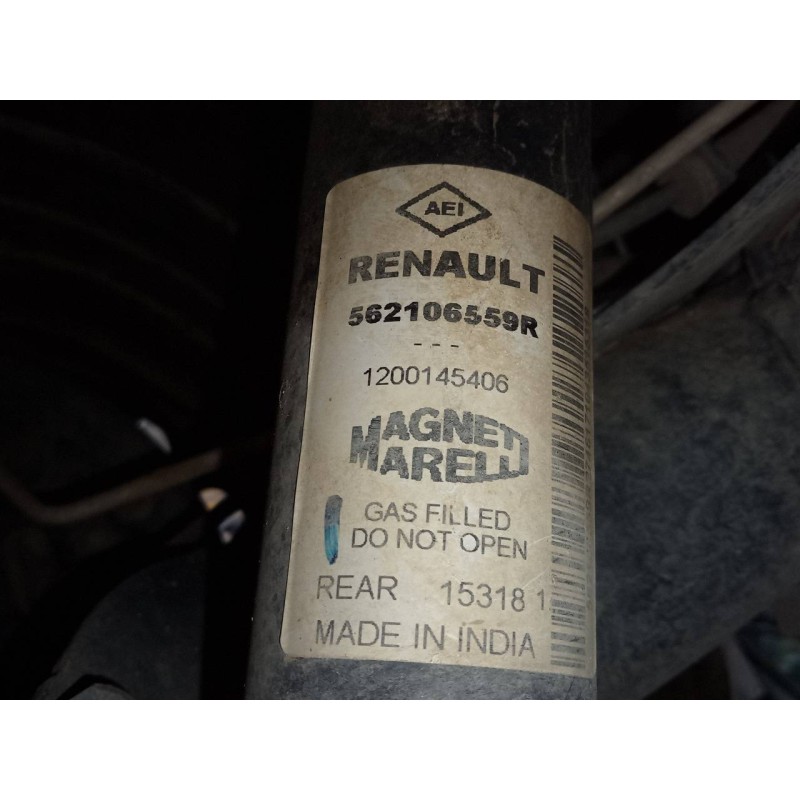 AEI
RENAULT
562106559R
- - -
1200145406
MAGNETI
MARELLI
GAS FILLED
DO NOT OPEN
REAR 15318 1
MADE IN INDIA